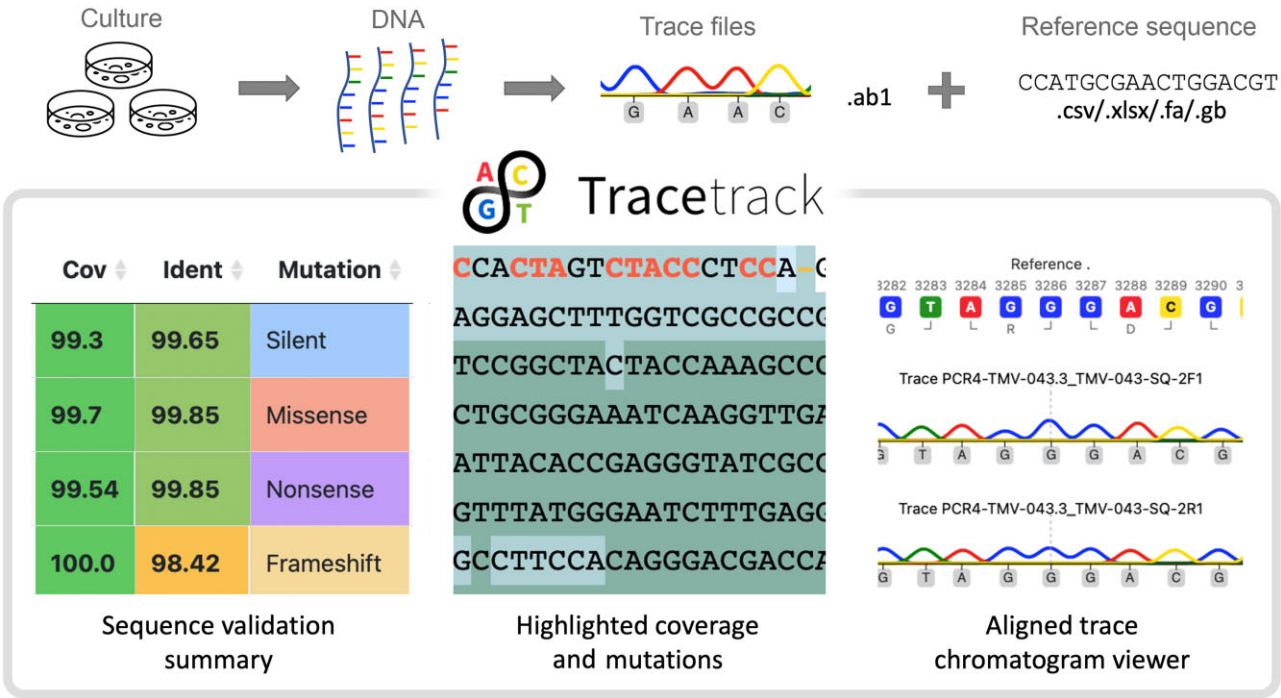 Culture
DNA
Trace files
Reference sequence
G A A C
.ab1
CCATGCGAACTGGACGT
.csv/.xlsx/.fa/.gb
A C
G T
Tracetrack
Cov Ident Mutation
99.3 99.65 Silent
99.7 99.85 Missense
99.54 99.85 Nonsense
100.0 98.42 Frameshift
Sequence validation
summary
CCACTAGTCTACCCTCCA–G
AGGAGCTTTGGTCGCCGCCG
TCCGGCTACTACCAAAGCCC
CTGCGGGAAATCAAGGTTGA
ATTACACCGAGGGTATCGCC
GTTTATGGGAATCTTTGAGG
GCCTTCCACAGGGACGACCA
Highlighted coverage
and mutations
Reference .
3282 3283 3284 3285 3286 3287 3288 3289 3290
G T A G G G A C G
G R D
Trace PCR4-TMV-043.3_TMV-043-SQ-2F1
G T A G G G A C G
Trace PCR4-TMV-043.3_TMV-043-SQ-2R1
G T A G G G A C G
Aligned trace
chromatogram viewer